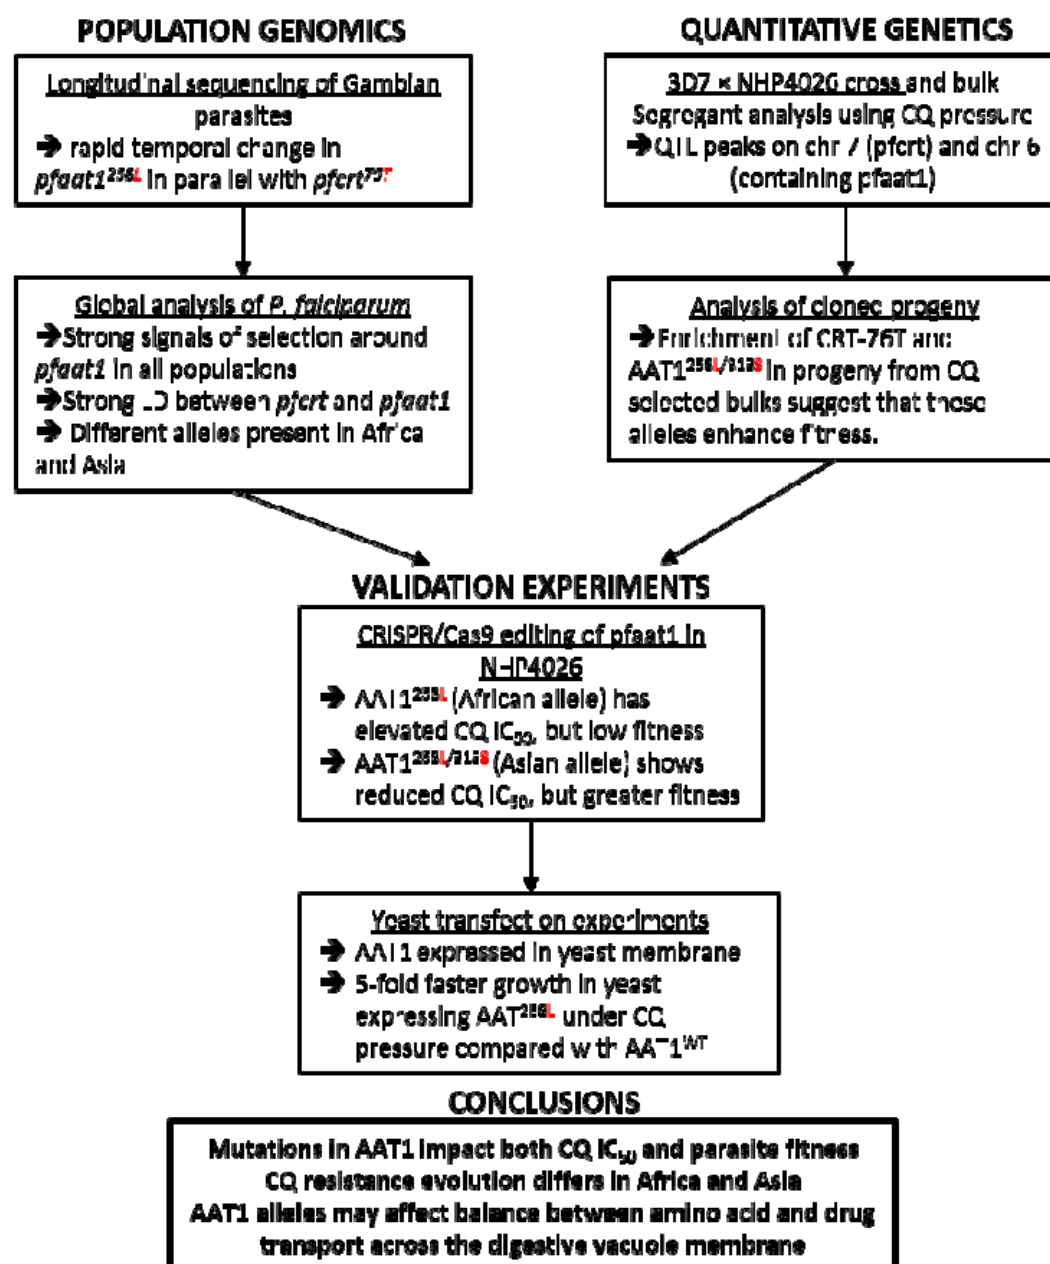 POPULATION GENOMICS
Longitudinal sequencing of Gambian
parasites
➔ rapid temporal change in
pfaat1²⁵⁸ᴸ in parallel with pfcrt⁷⁶ᵀ
Global analysis of P. falciparum
➔Strong signals of selection around
pfaat1 in all populations
➔Strong LD between pfcrt and pfaat1
➔ Different alleles present in Africa
and Asia
QUANTITATIVE GENETICS
3D7 × NHP4026 cross and bulk
Segregant analysis using CQ pressure
➔QTL peaks on chr 7 (pfcrt) and chr 6
(containing pfaat1)
Analysis of cloned progeny
➔Enrichment of CRT-76T and
AAT1²⁵⁸ᴸ/³¹³ˢ in progeny from CQ
selected bulks suggest that these
alleles enhance fitness.
VALIDATION EXPERIMENTS
CRISPR/Cas9 editing of pfaat1 in
NHP4026
➔ AAT1²⁵⁸ᴸ (African allele) has
elevated CQ IC₅₀, but low fitness
➔ AAT1²⁵⁸ᴸ/³¹³ˢ (Asian allele) shows
reduced CQ IC₅₀, but greater fitness
Yeast transfection experiments
➔ AAT1 expressed in yeast membrane
➔ 5-fold faster growth in yeast
expressing AAT²⁵⁸ᴸ under CQ
pressure compared with AAT1ᵂᵀ
CONCLUSIONS
Mutations in AAT1 impact both CQ IC₅₀ and parasite fitness
CQ resistance evolution differs in Africa and Asia
AAT1 alleles may affect balance between amino acid and drug
transport across the digestive vacuole membrane